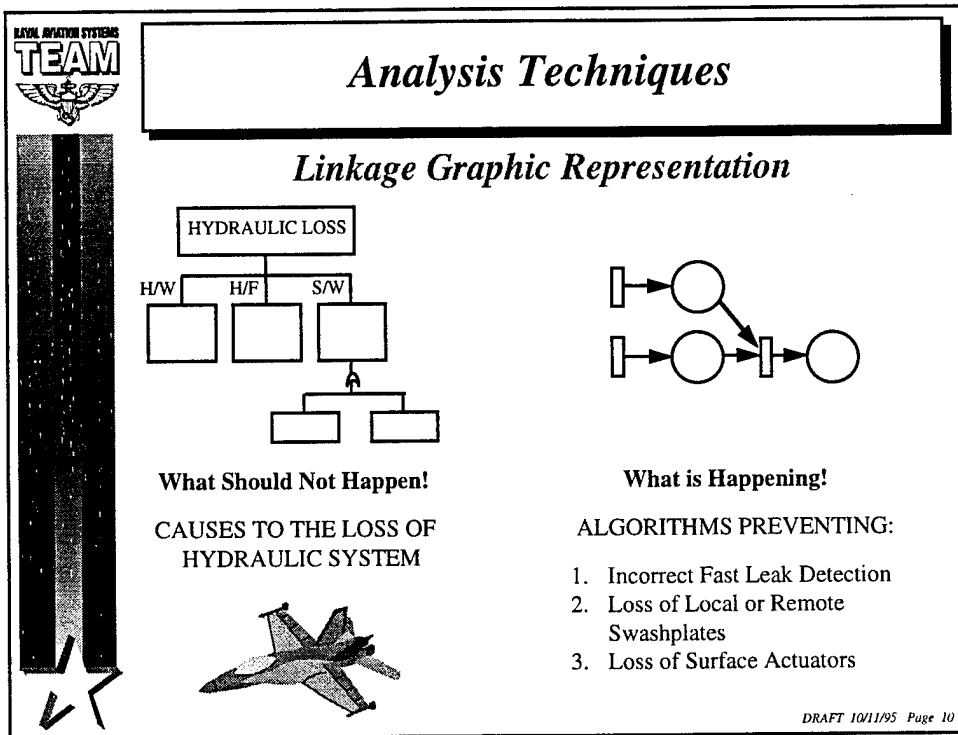 NAVAL AVIATION SYSTEMS
TEAM
Analysis Techniques
Linkage Graphic Representation
HYDRAULIC LOSS
H/W
H/F
S/W
What Should Not Happen!
CAUSES TO THE LOSS OF
HYDRAULIC SYSTEM
What is Happening!
ALGORITHMS PREVENTING:
1. Incorrect Fast Leak Detection
2. Loss of Local or Remote
Swashplates
3. Loss of Surface Actuators
DRAFT 10/11/95 Page 10